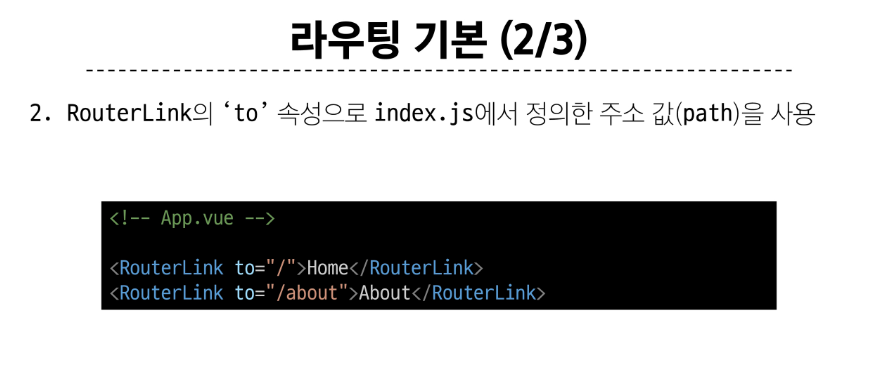 라우팅 기본 (2/3)
2. RouterLink의 ‘to’ 속성으로 index.js에서 정의한 주소 값(path)을 사용
<!-- App.vue -->
<RouterLink to="/">Home</RouterLink>
<RouterLink to="/about">About</RouterLink>